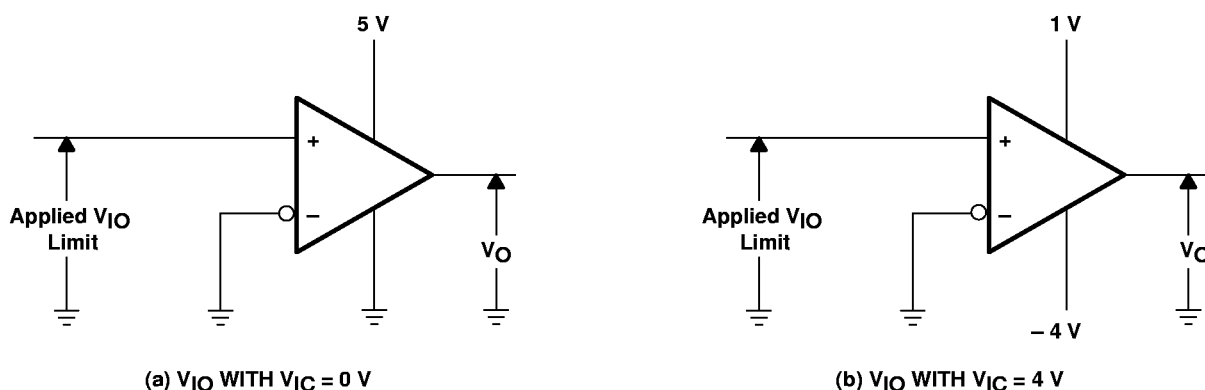 5 V
+
−
Applied VIO
Limit
VO
(a) VIO WITH VIC = 0 V
1 V
+
−
Applied VIO
Limit
VO
– 4 V
(b) VIO WITH VIC = 4 V